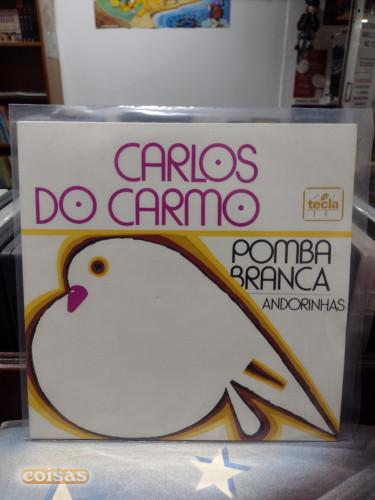 CARLOS
DO CARMO
tecla
POMBA
BRANCA
ANDORINHAS
coisas